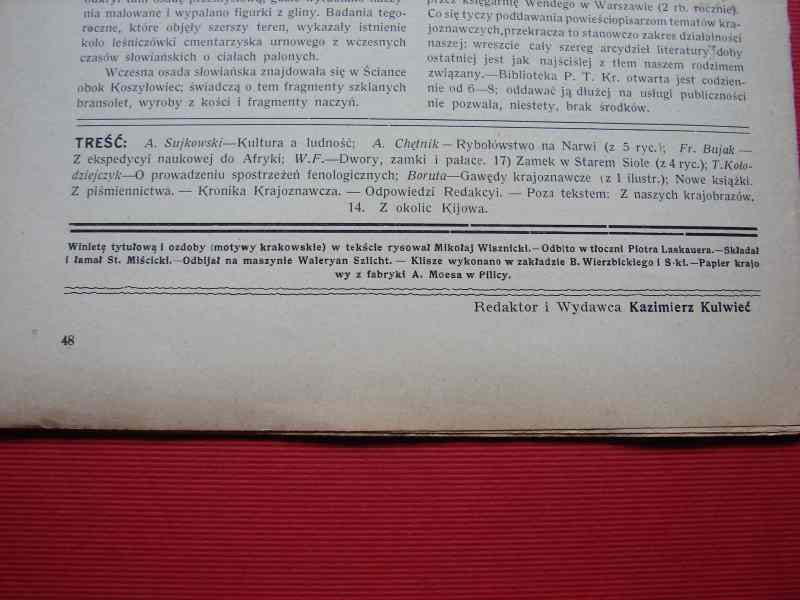 nia malowane i wypalano figurki z gliny. Badania tego-
roczne, które objęły szerszy teren, wykazały istnienie
koło leśniczówki cmentarzyska urnowego z wczesnych
czasów słowiańskich o ciałach palonych.
Wczesna osada słowiańska znajdowała się w Ściance
obok Koszyłowiec; świadczą o tem fragmenty szklanych
bransolet, wyroby z kości i fragmenty naczyń.
przez księgarnię Wendego w Warszawie (2 rb. rocznie).
Co się tyczy poddawania powieściopisarzom tematów kra-
joznawczych, przekracza to stanowczo zakres działalności
naszej; wreszcie cały szereg arcydzieł literatury doby
ostatniej jest jak najściślej z tłem naszem rodzimem
związany.—Biblioteka P. T. Kr. otwarta jest codzien-
nie od 6—8; oddawać ją dłużej na usługi publiczności
nie pozwala, niestety, brak środków.
TREŚĆ: A. Sujkowski—Kultura a ludność; A. Chętnik — Rybołówstwo na Narwi (z 5 ryc.); Fr. Bujak —
Z ekspedycyi naukowej do Afryki; W.F.—Dwory, zamki i pałace. 17) Zamek w Starem Siole (z 4 ryc.); T. Koło-
dziejczyk—O prowadzeniu spostrzeżeń fenologicznych; Boruta—Gawędy krajoznawcze (z 1 ilustr.); Nowe książki.
Z piśmiennictwa. — Kronika Krajoznawcza. — Odpowiedzi Redakcyi. — Poza tekstem: Z naszych krajobrazów,
14. Z okolic Kijowa.
Winietę tytułową i ozdoby (motywy krakowskie) w tekście rysował Mikołaj Wisznicki.—Odbito w tłoczni Piotra Laskauera.—Składał
i łamał St. Miścicki.—Odbijał na maszynie Waleryan Szlicht. — Klisze wykonano w zakładzie B. Wierzbickiego i S-ki.—Papier krajo
wy z fabryki A. Moesa w Pilicy.
Redaktor i Wydawca Kazimierz Kulwieć
48